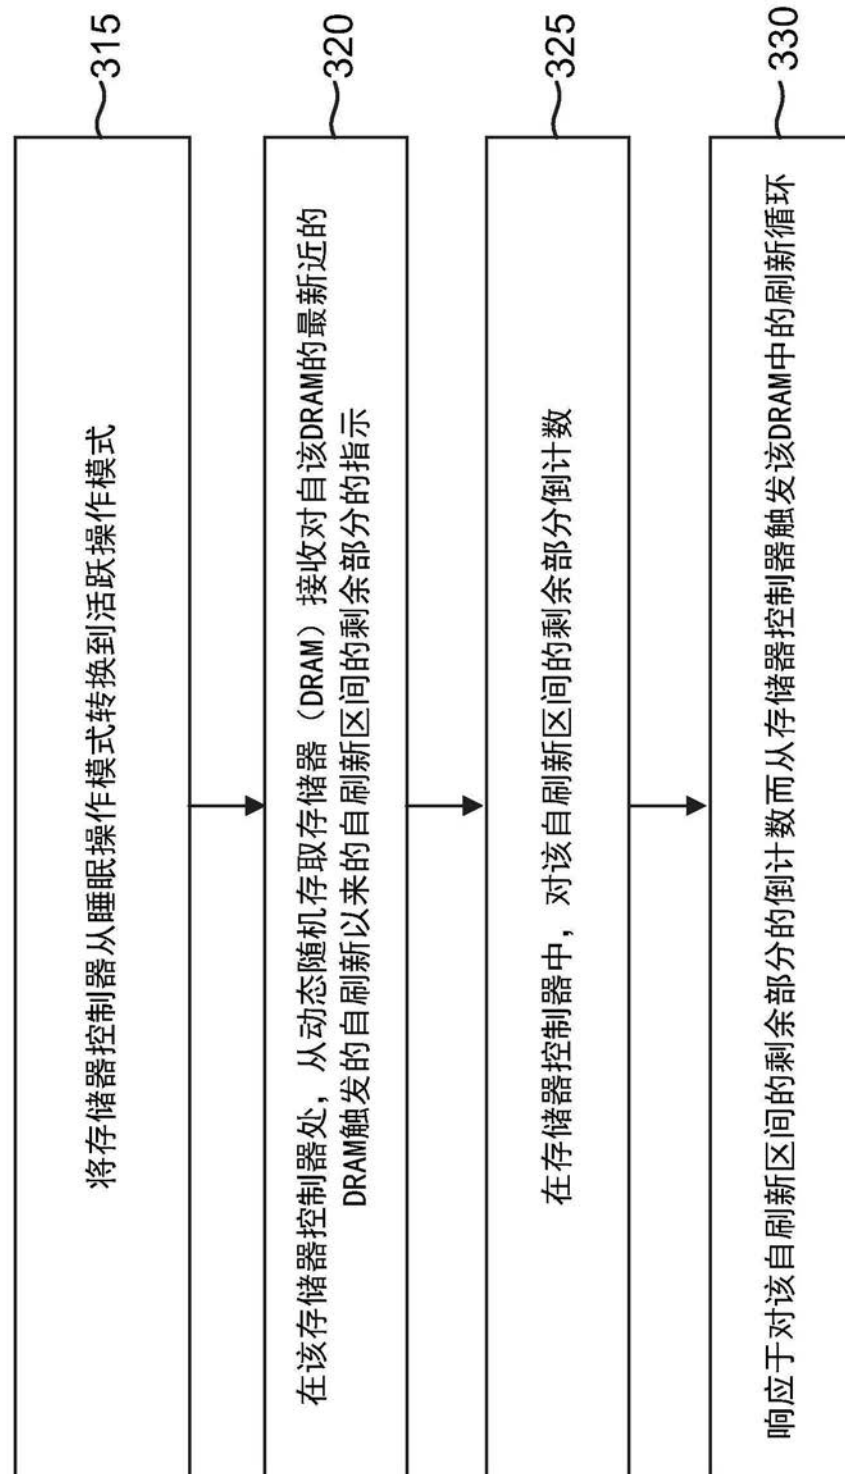 将存储器控制器从睡眠操作模式转换到活跃操作模式
315
在该存储器控制器处，从动态随机存取存储器（DRAM）接收对自该DRAM的最新近的
DRAM触发的自刷新以来的自刷新区间的剩余部分的指示
320
在存储器控制器中，对该自刷新区间的剩余部分倒计数
325
响应于对该自刷新区间的剩余部分的倒计数而从存储器控制器触发该DRAM中的刷新循环
330